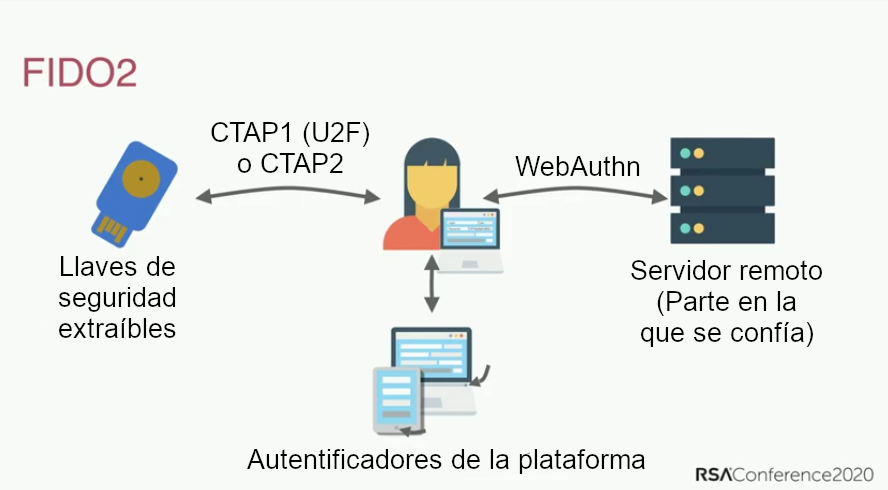 FIDO2
CTAP1 (U2F)
o CTAP2
WebAuthn
Llaves de
seguridad
extraíbles
Servidor remoto
(Parte en la
que se confía)
Autentificadores de la plataforma
RSAConference2020